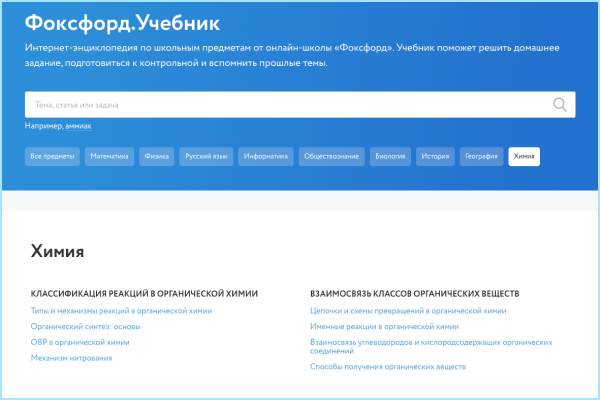 Фоксфорд.Учебник
Интернет-энциклопедия по школьным предметам от онлайн-школы «Фоксфорд». Учебник поможет решить домашнее
задание, подготовиться к контрольной и вспомнить прошлые темы.
Тема, статья или задача
Например, аммиак
Все предметы Математика Физика Русский язык Информатика Обществознание Биология История География Химия
Химия
КЛАССИФИКАЦИЯ РЕАКЦИЙ В ОРГАНИЧЕСКОЙ ХИМИИ
Типы и механизмы реакций в органической химии
Органический синтез: основы
ОВР в органической химии
Механизм нитрования
ВЗАИМОСВЯЗЬ КЛАССОВ ОРГАНИЧЕСКИХ ВЕЩЕСТВ
Цепочки и схемы превращений в органической химии
Именные реакции в органической химии
Взаимосвязь углеводородов и кислородсодержащих органических
соединений
Способы получения органических веществ